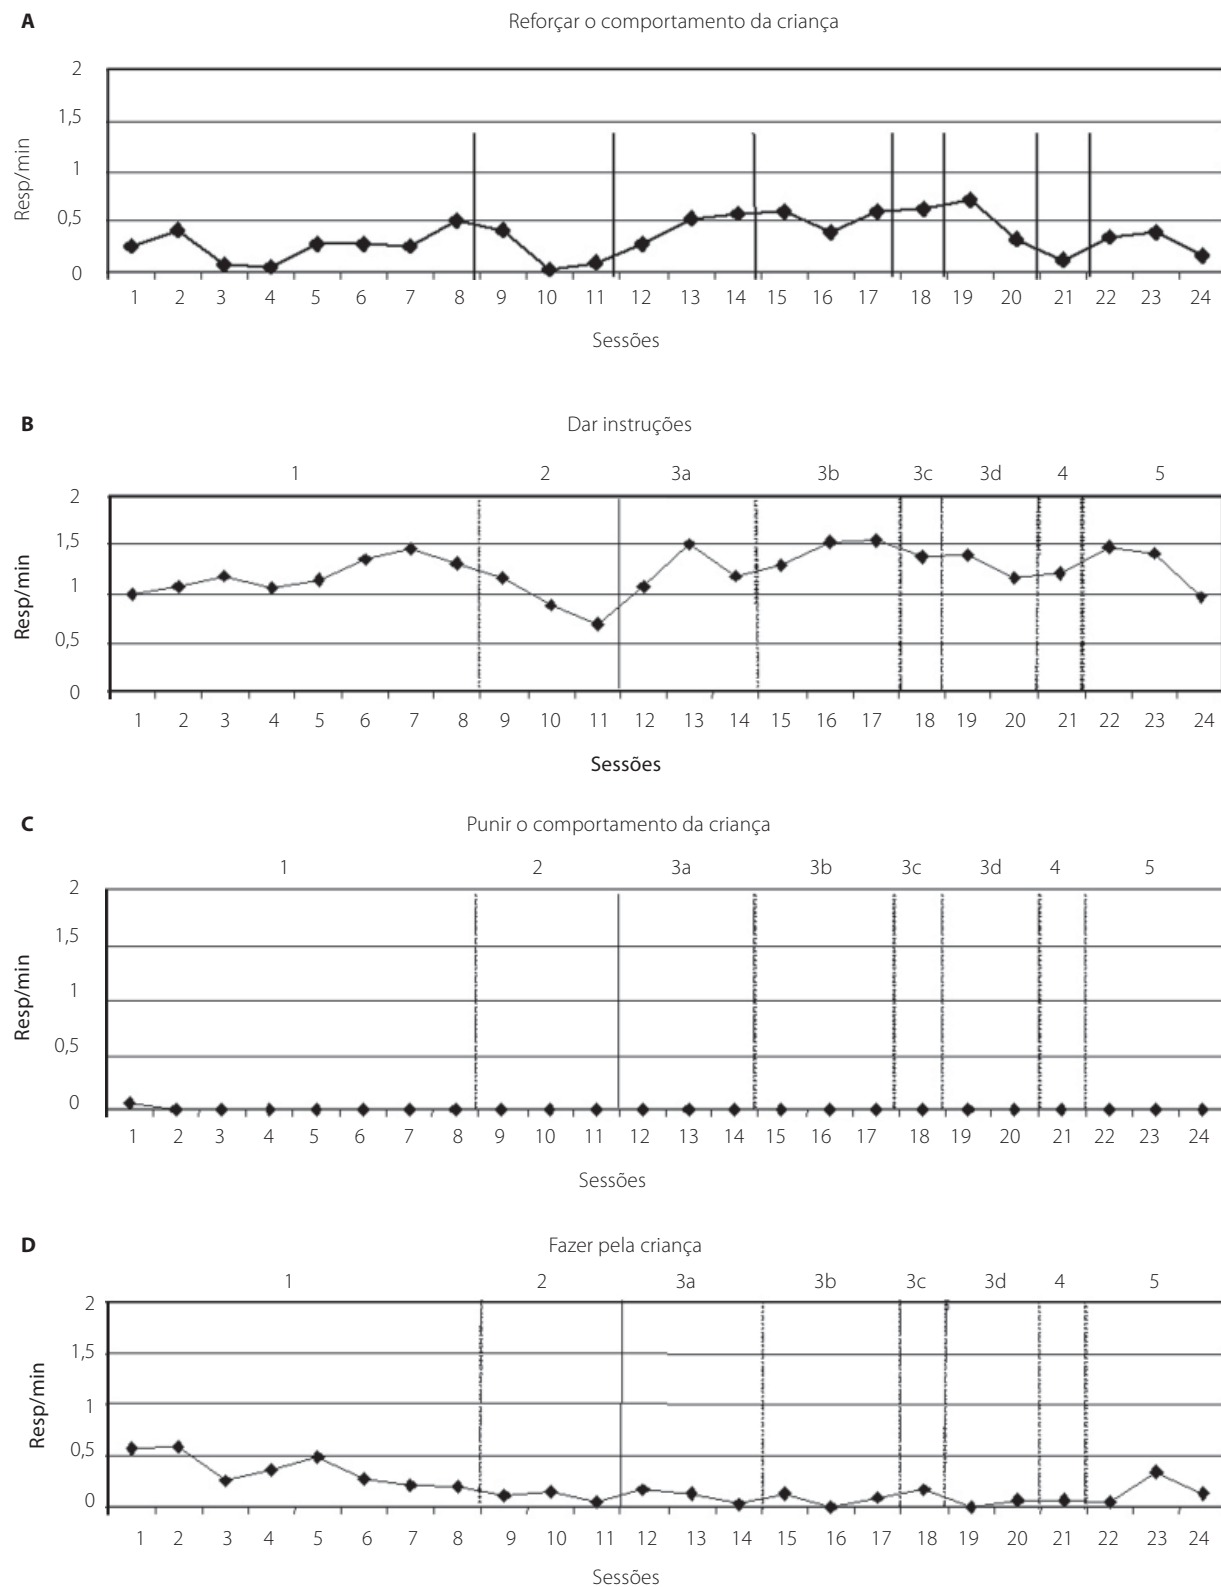 A
Reforçar o comportamento da criança
2
1,5
1
0,5
0
Resp/min
1 2 3 4 5 6 7 8 9 10 11 12 13 14 15 16 17 18 19 20 21 22 23 24
Sessões
B
Dar instruções
1 2 3a 3b 3c 3d 4 5
2
1,5
1
0,5
0
Resp/min
1 2 3 4 5 6 7 8 9 10 11 12 13 14 15 16 17 18 19 20 21 22 23 24
Sessões
C
Punir o comportamento da criança
1 2 3a 3b 3c 3d 4 5
2
1,5
1
0,5
0
Resp/min
1 2 3 4 5 6 7 8 9 10 11 12 13 14 15 16 17 18 19 20 21 22 23 24
Sessões
D
Fazer pela criança
1 2 3a 3b 3c 3d 4 5
2
1,5
1
0,5
0
Resp/min
1 2 3 4 5 6 7 8 9 10 11 12 13 14 15 16 17 18 19 20 21 22 23 24
Sessões